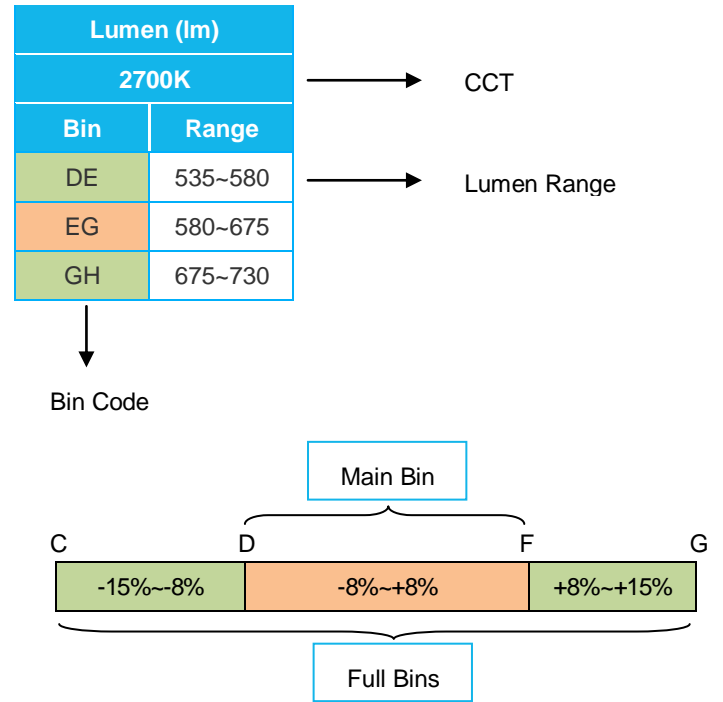 Lumen (lm)
2700K
CCT
Bin Range
DE 535~580
Lumen Range
EG 580~675
GH 675~730
Bin Code
Main Bin
C D F G
-15%~-8% -8%~+8% +8%~+15%
Full Bins